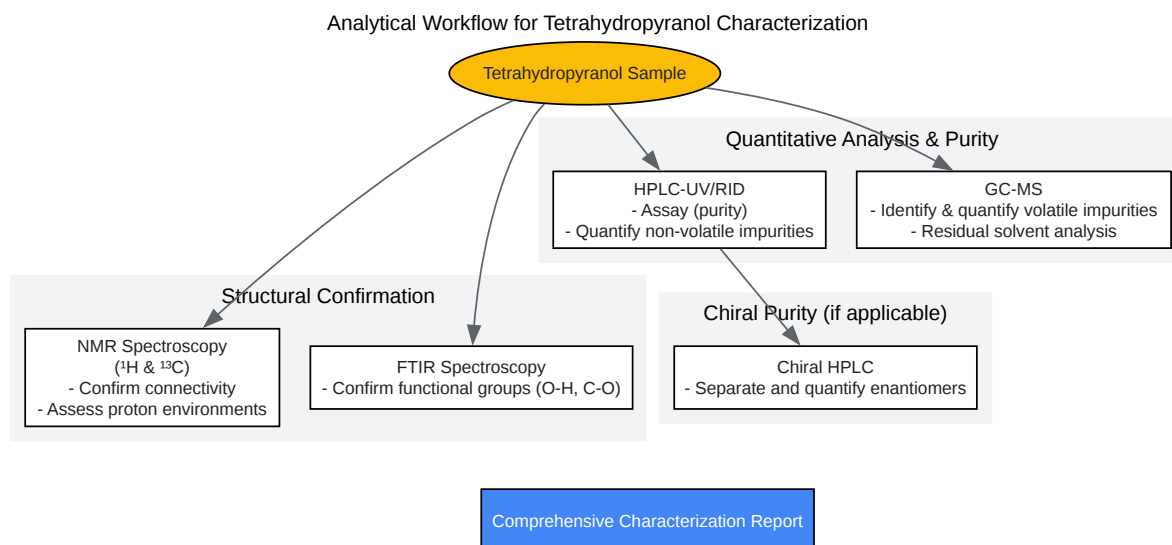 Analytical Workflow for Tetrahydropyranol Characterization
Tetrahydropyranol Sample
Quantitative Analysis & Purity
HPLC-UV/RID
- Assay (purity)
- Quantify non-volatile impurities
GC-MS
- Identify & quantify volatile impurities
- Residual solvent analysis
Structural Confirmation
NMR Spectroscopy
(¹H & ¹³C)
- Confirm connectivity
- Assess proton environments
FTIR Spectroscopy
- Confirm functional groups (O-H, C-O)
Chiral Purity (if applicable)
Chiral HPLC
- Separate and quantify enantiomers
Comprehensive Characterization Report